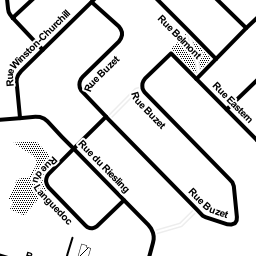 Rue Winston-Churchill
Rue Belmont
Rue Buzet
Rue Buzet
Rue Eastern
Rue du Riesling
Rue du Languedoc
Rue Buzet